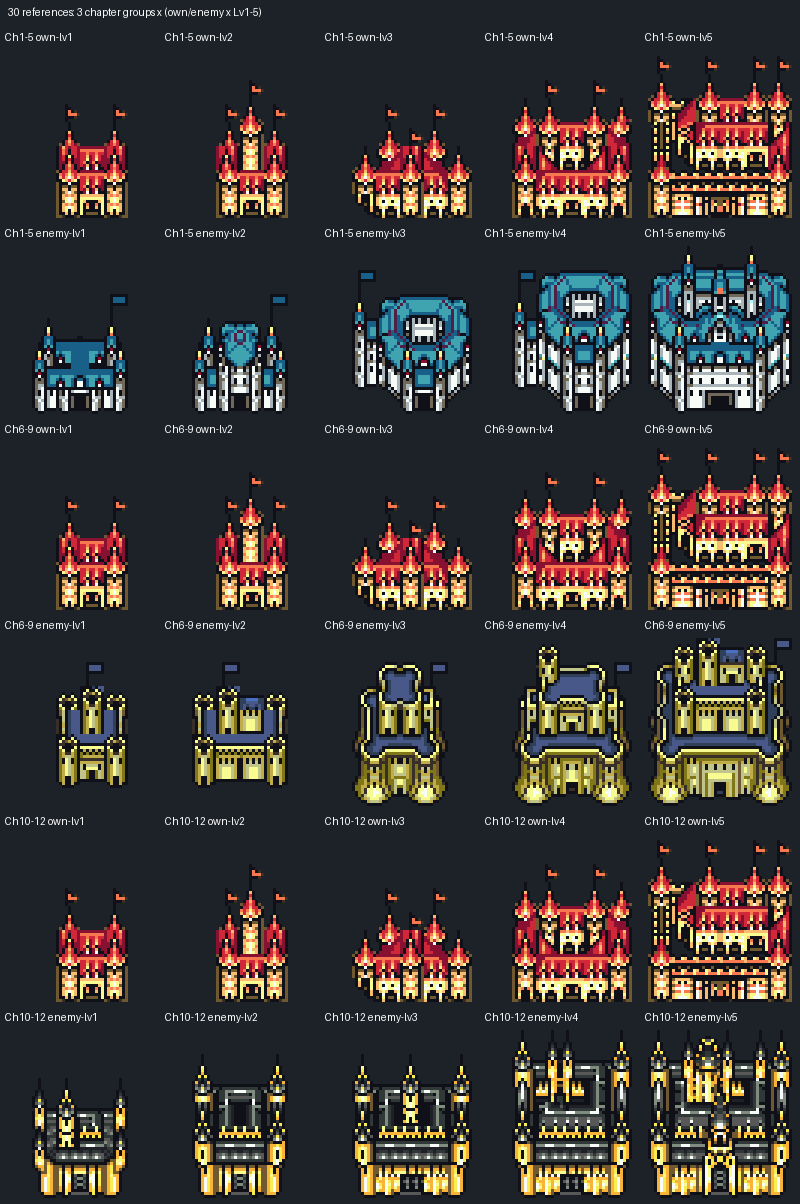 30 references: 3 chapter groups x (own/enemy x Lv1-5)
Ch1-5 own-lv1 Ch1-5 own-lv2 Ch1-5 own-lv3 Ch1-5 own-lv4 Ch1-5 own-lv5
Ch1-5 enemy-lv1 Ch1-5 enemy-lv2 Ch1-5 enemy-lv3 Ch1-5 enemy-lv4 Ch1-5 enemy-lv5
Ch6-9 own-lv1 Ch6-9 own-lv2 Ch6-9 own-lv3 Ch6-9 own-lv4 Ch6-9 own-lv5
Ch6-9 enemy-lv1 Ch6-9 enemy-lv2 Ch6-9 enemy-lv3 Ch6-9 enemy-lv4 Ch6-9 enemy-lv5
Ch10-12 own-lv1 Ch10-12 own-lv2 Ch10-12 own-lv3 Ch10-12 own-lv4 Ch10-12 own-lv5
Ch10-12 enemy-lv1 Ch10-12 enemy-lv2 Ch10-12 enemy-lv3 Ch10-12 enemy-lv4 Ch10-12 enemy-lv5